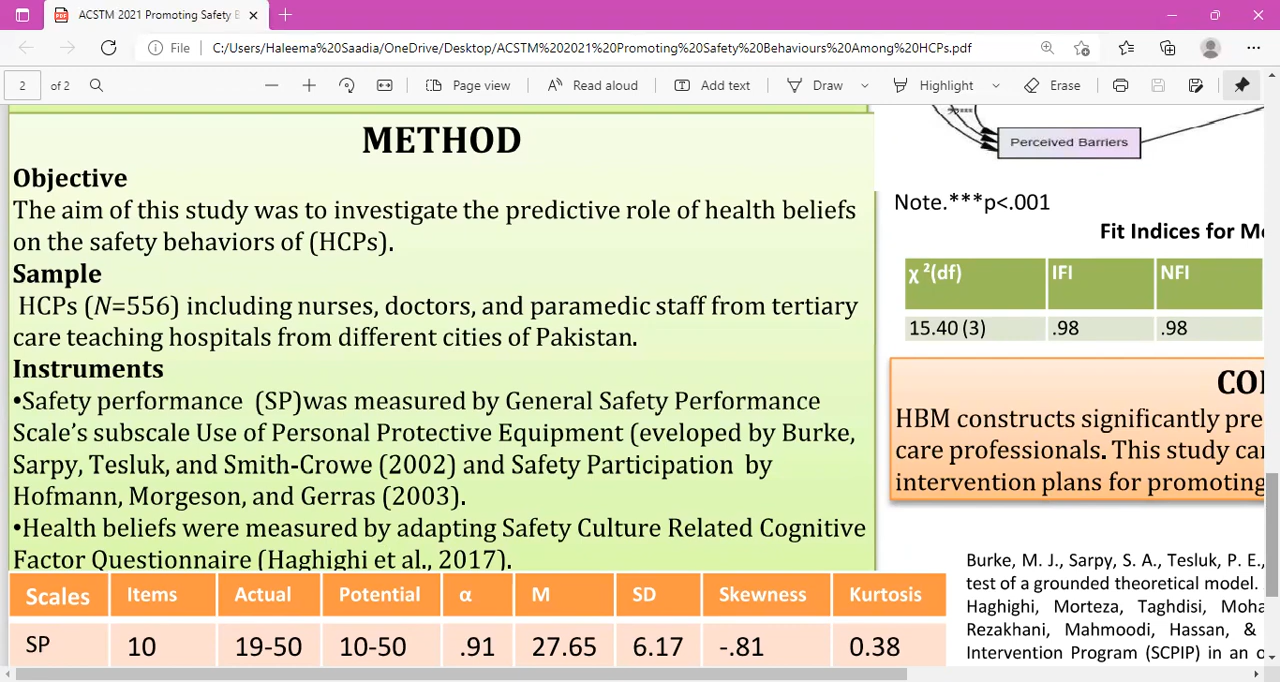 ACSTM 2021 Promoting Safety B
File
C:/Users/Haleema%20Saadia/OneDrive/Desktop/ACSTM%202021%20Promoting%20Safety%20Behaviours%20Among%20HCPs.pdf
2 of 2
Page view
Read aloud
Add text
Draw
Highlight
Erase
METHOD
Objective
The aim of this study was to investigate the predictive role of health beliefs
on the safety behaviors of (HCPs).
Sample
HCPs (N=556) including nurses, doctors, and paramedic staff from tertiary
care teaching hospitals from different cities of Pakistan.
Instruments
•Safety performance (SP)was measured by General Safety Performance
Scale's subscale Use of Personal Protective Equipment (eveloped by Burke,
Sarpy, Tesluk, and Smith-Crowe (2002) and Safety Participation by
Hofmann, Morgeson, and Gerras (2003).
•Health beliefs were measured by adapting Safety Culture Related Cognitive
Factor Questionnaire (Haghighi et al., 2017).
Scales Items Actual Potential α M SD Skewness Kurtosis
SP 10 19-50 10-50 .91 27.65 6.17 -.81 0.38
Perceived Barriers
Note.***p<.001
Fit Indices for Mo
χ ²(df) IFI NFI
15.40 (3) .98 .98
CO
HBM constructs significantly pre
care professionals. This study ca
intervention plans for promoting
Burke, M. J., Sarpy, S. A., Tesluk, P. E.,
test of a grounded theoretical model.
Haghighi, Morteza, Taghdisi, Moha
Rezakhani, Mahmoodi, Hassan, &
Intervention Program (SCPIP) in an o